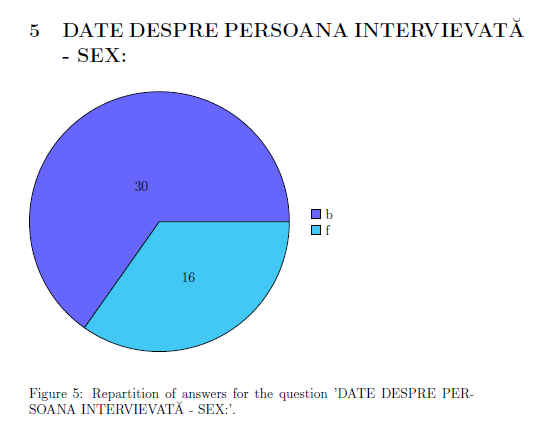 5 DATE DESPRE PERSOANA INTERVIEVATĂ
- SEX:
30
b
f
16
Figure 5: Repartition of answers for the question 'DATE DESPRE PER-
SOANA INTERVIEVATĂ - SEX:'.